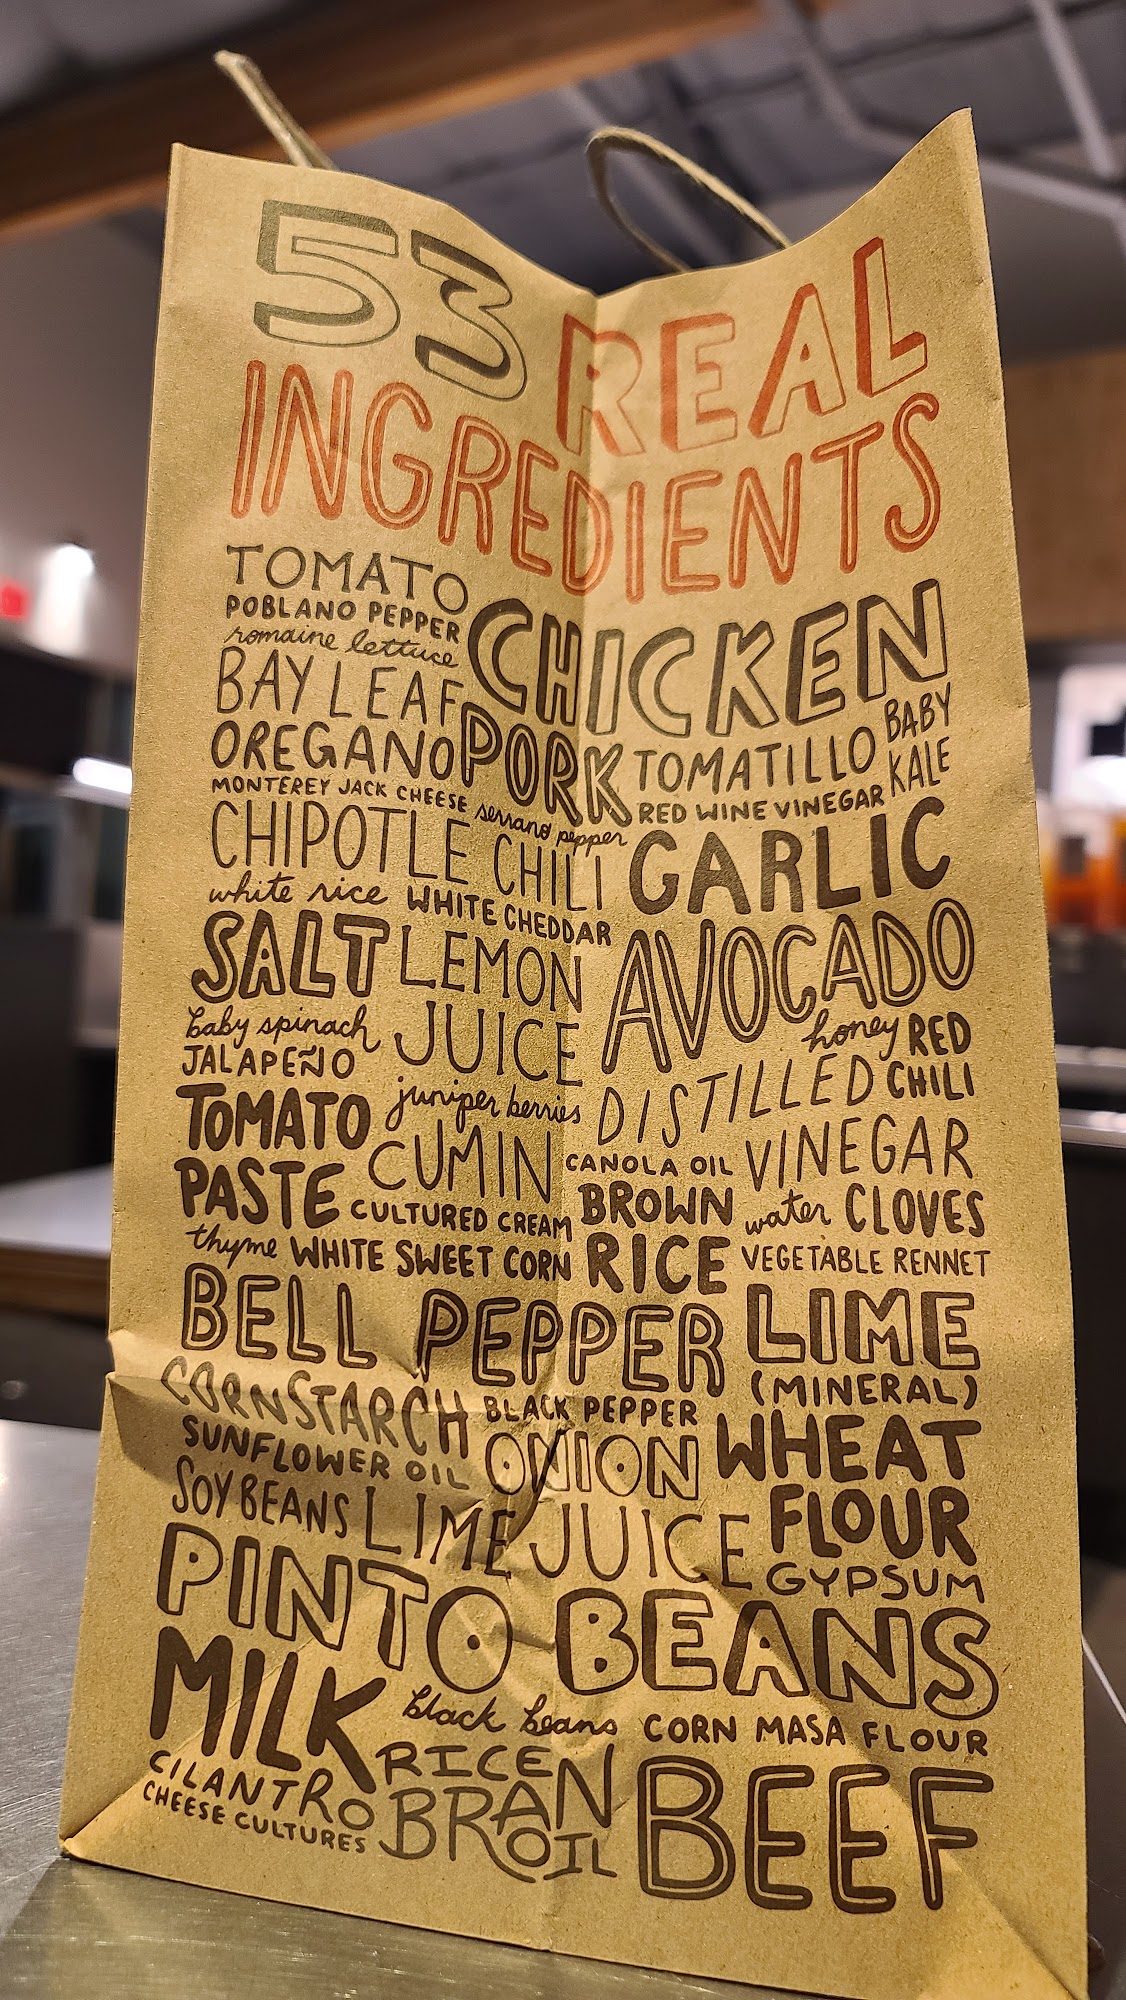 53 REAL
INGREDIENTS
TOMATO
POBLANO PEPPER
romaine lettuce
BAY LEAF
OREGANO
MONTEREY JACK CHEESE
CHICKEN
PORK
TOMATILLO
BABY
KALE
RED WINE VINEGAR
serrano pepper
CHIPOTLE CHILI
GARLIC
white rice
WHITE CHEDDAR
SALT
LEMON
JUICE
AVOCADO
baby spinach
JALAPEÑO
honey
RED
CHILI
TOMATO
PASTE
juniper berries
DISTILLED
VINEGAR
CUMIN
CANOLA OIL
CULTURED CREAM
BROWN
RICE
water
CLOVES
thyme
WHITE SWEET CORN
VEGETABLE RENNET
BELL PEPPER
LIME
(MINERAL)
CORNSTARCH
BLACK PEPPER
SUNFLOWER OIL
ONION
WHEAT
FLOUR
SOYBEANS
LIME JUICE
GYPSUM
PINTO BEANS
MILK
black beans
CORN MASA FLOUR
CILANTRO
CHEESE CULTURES
RICEN
BRAN
OIL
BEEF